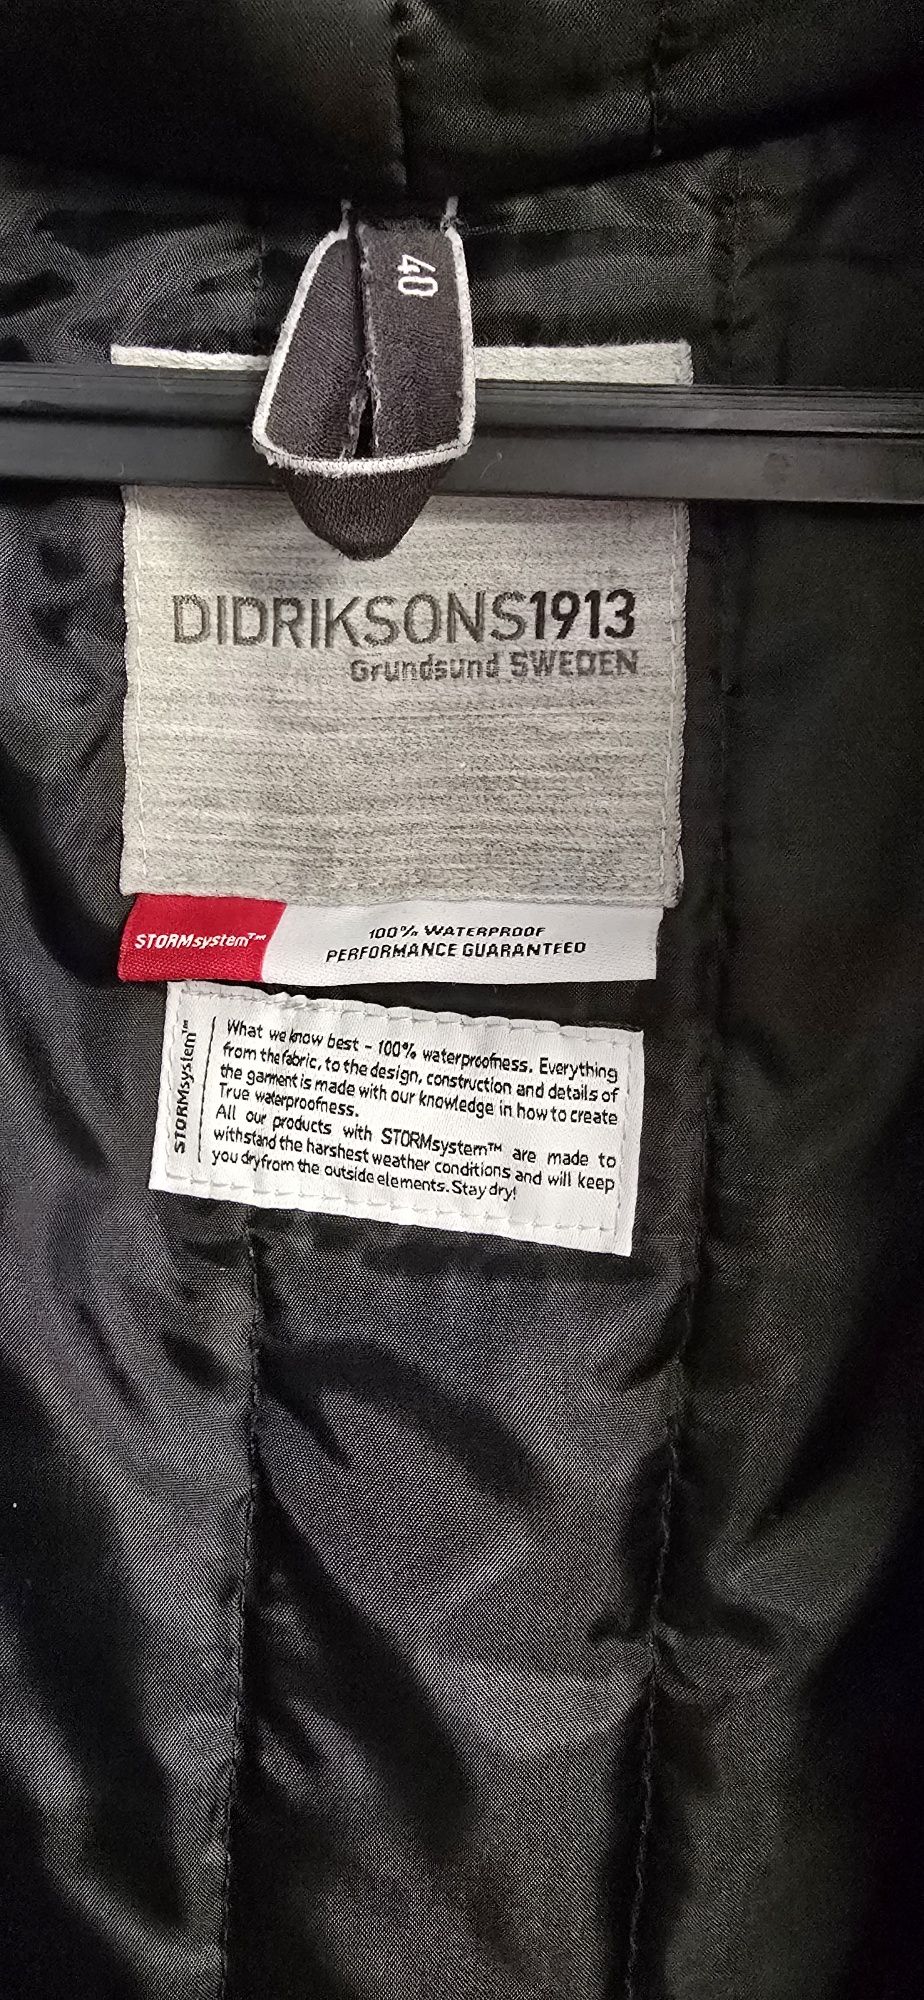 40
DIDRIKSONS1913
Grundsund SWEDEN
STORMsystem™
100% WATERPROOF
PERFORMANCE GUARANTEED
STORMsystem™
What we know best - 100% waterproofness. Everything
from the fabric, to the design, construction and details of
the garment is made with our knowledge in how to create
True waterproofness.
All our products with STORMsystem™ are made to
withstand the harshest weather conditions and will keep
you dry from the outside elements. Stay dry!